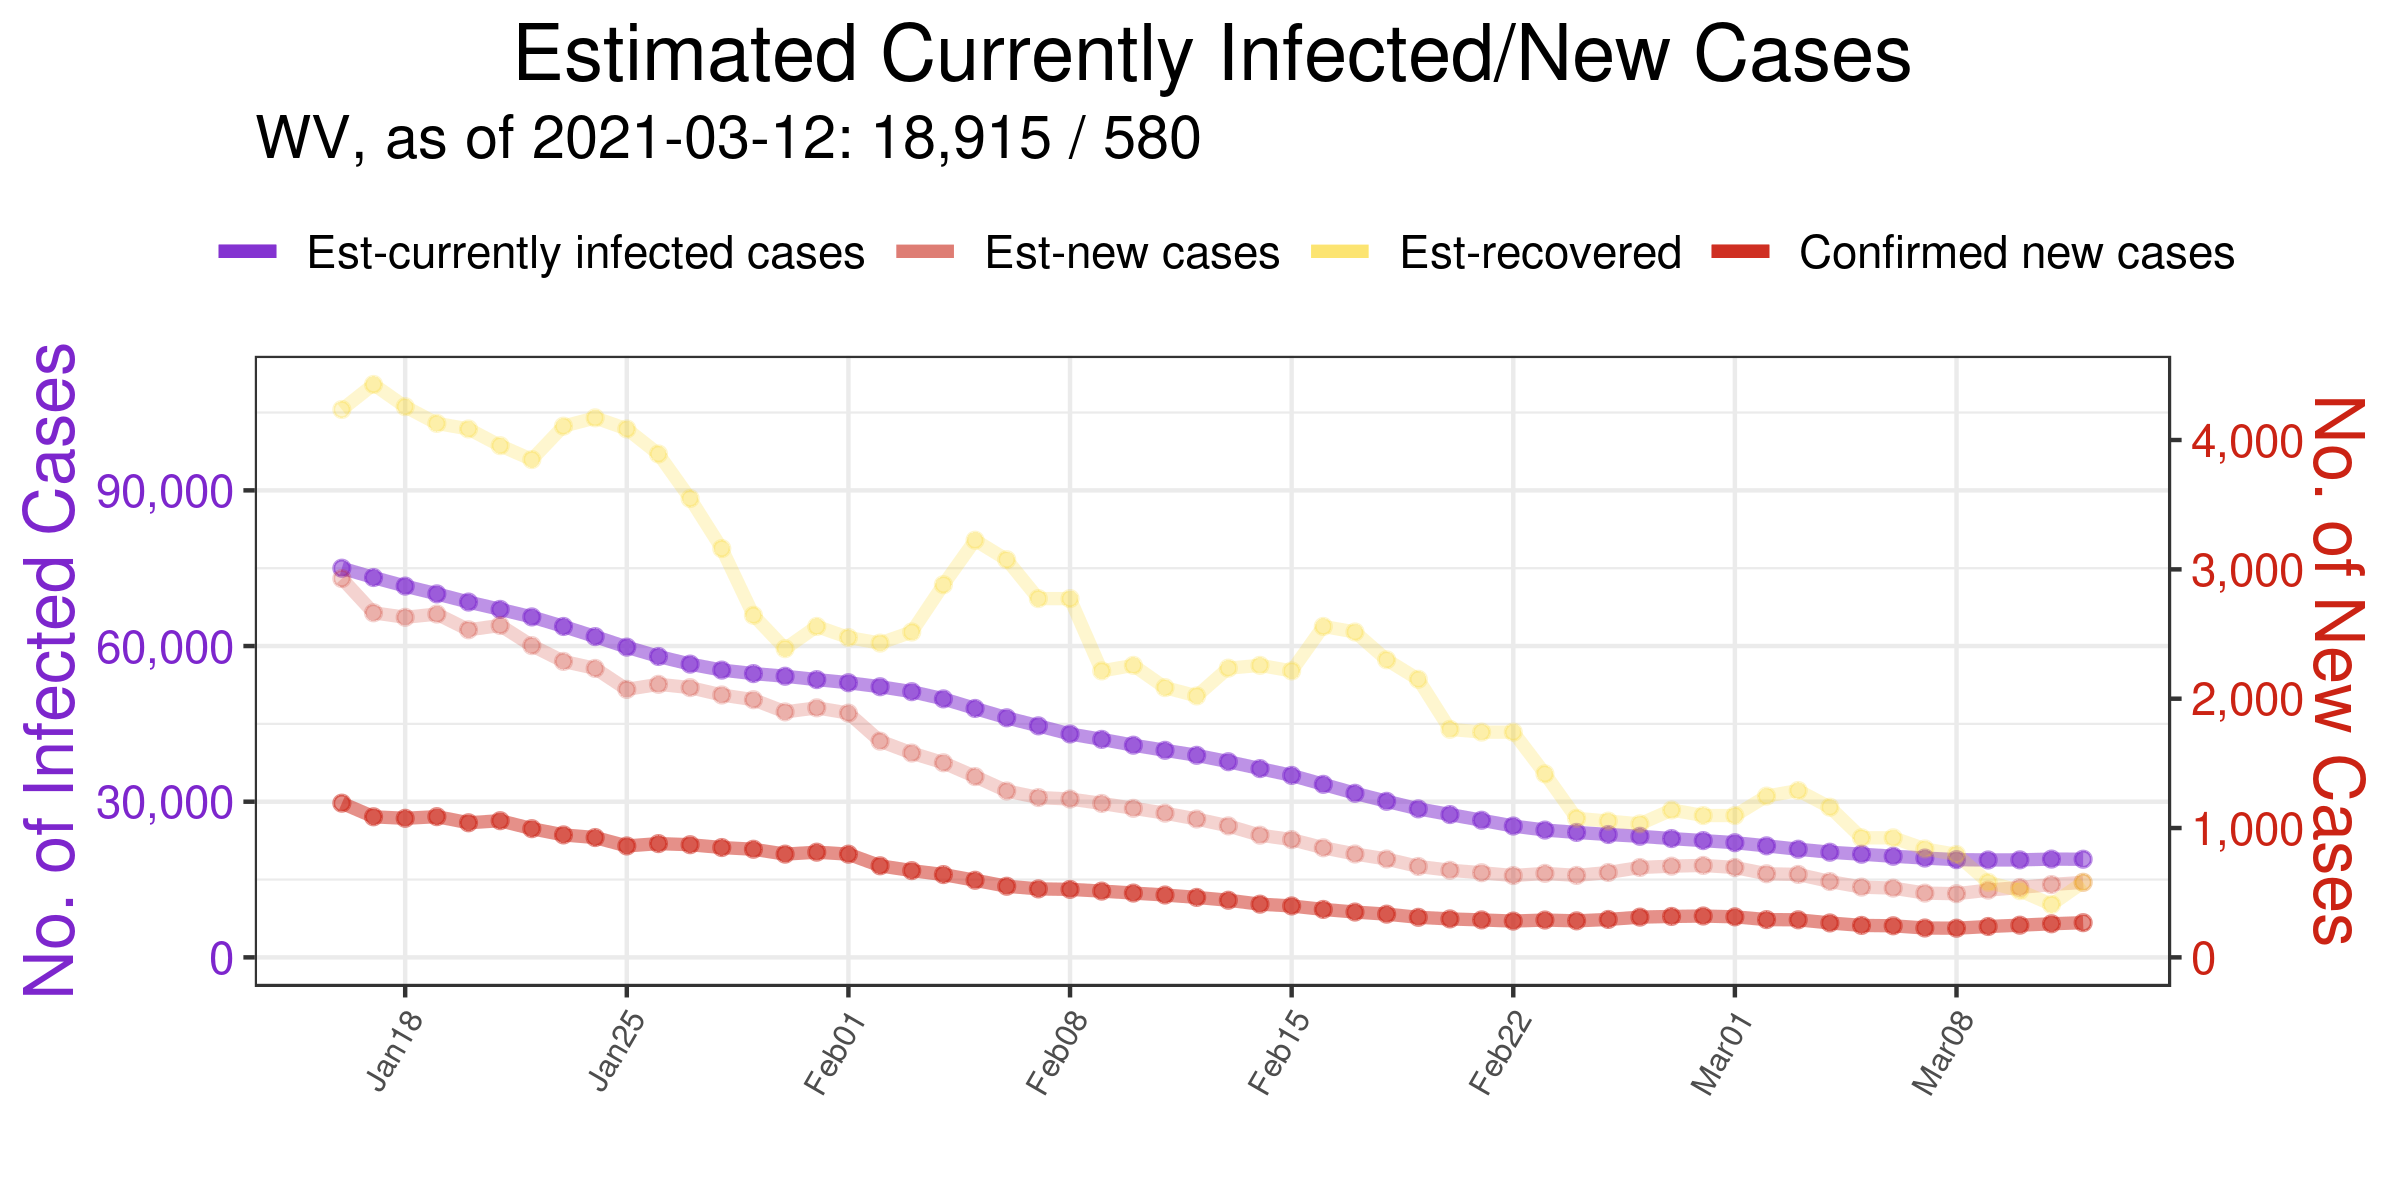 Estimated Currently Infected/New Cases
WV, as of 2021-03-12: 18,915 / 580
Est-currently infected cases
Est-new cases
Est-recovered
Confirmed new cases
No. of Infected Cases
90,000
60,000
30,000
0
4,000
3,000
2,000
1,000
0
No. of New Cases
Jan18
Jan25
Feb01
Feb08
Feb15
Feb22
Mar01
Mar08